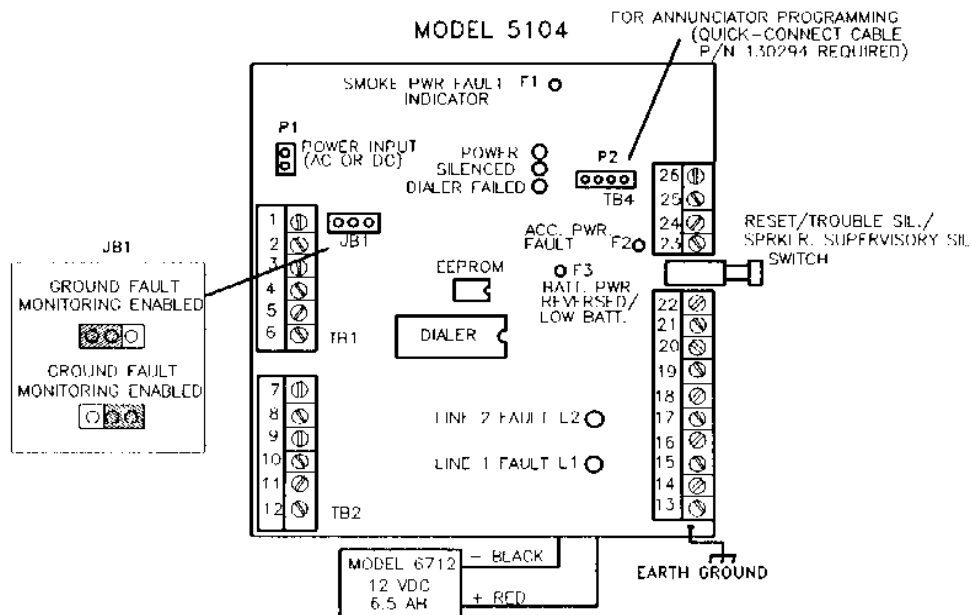 MODEL 5104
FOR ANNUNCIATOR PROGRAMMING
(QUICK-CONNECT CABLE
P/N 130294 REQUIRED)
SMOKE PWR FAULT F1
INDICATOR
P1
POWER INPUT
(AC OR DC)
POWER
SILENCED
DIALER FAILED
P2
TB4
26
25
24
23
ACC. PWR.
FAULT F2
RESET/TROUBLE SIL./
SPRKLR. SUPERVISORY SIL
SWITCH
JB1
1
2
3
4
5
6
TB1
EEPROM
F3
BATT. PWR
REVERSED/
LOW BATT.
DIALER
JB1
GROUND FAULT
MONITORING ENABLED
GROUND FAULT
MONITORING ENABLED
22
21
20
19
18
17
16
15
14
13
7
8
9
10
11
12
TB2
LINE 2 FAULT L2
LINE 1 FAULT L1
MODEL 6712
12 VDC
6.5 AH
- BLACK
+ RED
EARTH GROUND